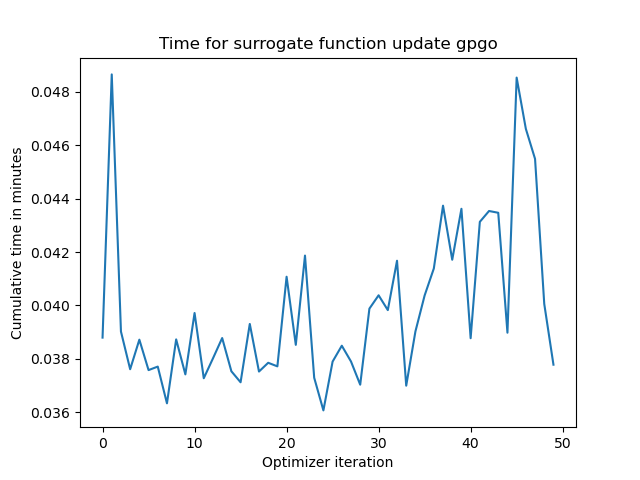 Time for surrogate function update gpgo
0.048
0.046
0.044
0.042
0.040
0.038
0.036
Cumulative time in minutes
0 10 20 30 40 50
Optimizer iteration